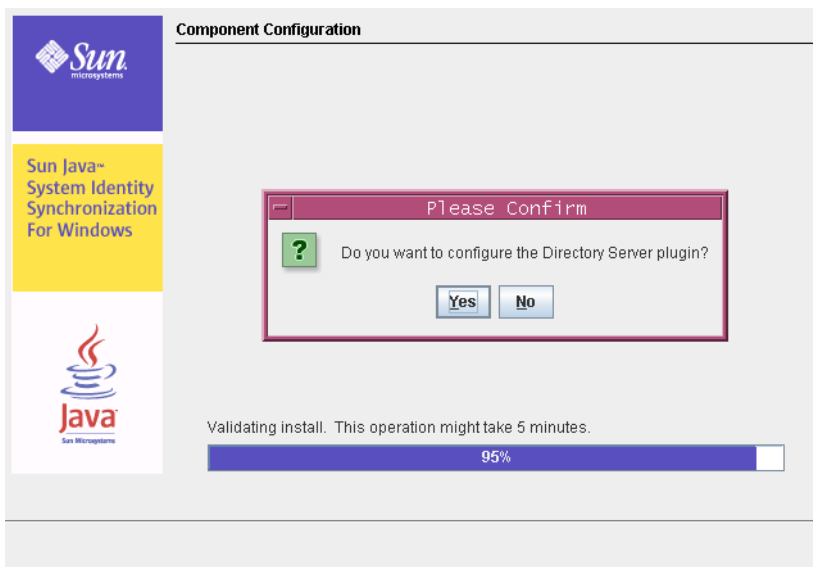 Component Configuration
Sun
microsystems
Sun Java™
System Identity
Synchronization
For Windows
Please Confirm
?
Do you want to configure the Directory Server plugin?
Yes
No
Java
Sun Microsystems
Validating install. This operation might take 5 minutes.
95%